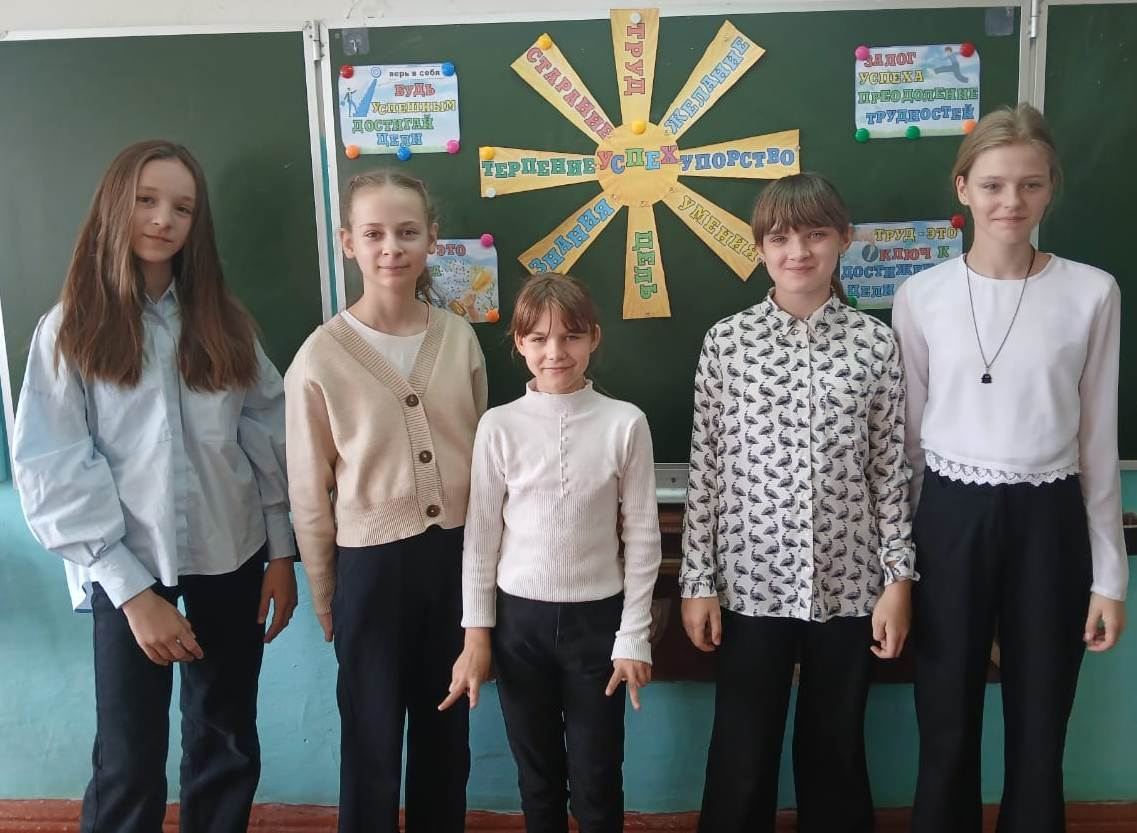 верь в себя
БУДЬ
УСПЕШНЫМ
ДОСТИГАЙ
ЦЕЛИ
СТАРАНИЕ
ТРУД
ЖЕЛАНИЕ
ТЕРПЕНИЕ
УСПЕХ
УПОРСТВО
ЗНАНИЯ
ЦЕЛЬ
УМЕНИЯ
ЗАЛОГ
УСПЕХА
ПРЕОДОЛЕНИЕ
ТРУДНОСТЕЙ
ЭТО
ТРУД - ЭТО
КЛЮЧ К
ЦЕЛИ